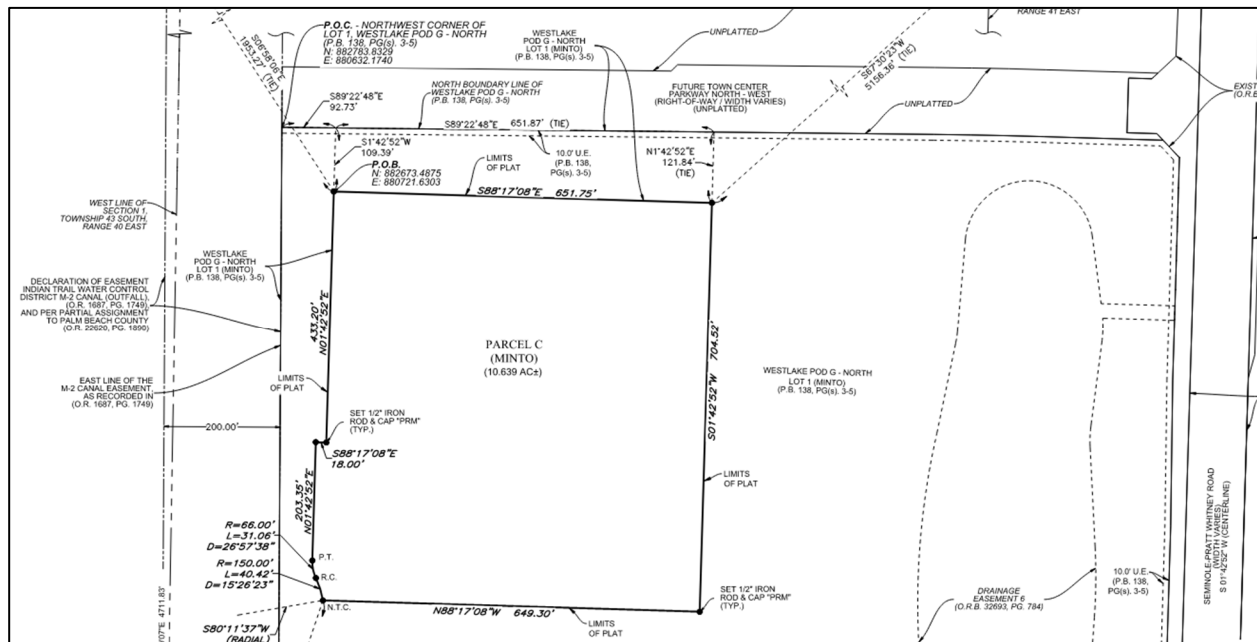 P.O.C. - NORTHWEST CORNER OF
LOT 1, WESTLAKE POD G - NORTH
(P.B. 138, PG(s). 3-5)
N: 882783.8329
E: 880632.1740
S06°58'06"E
1953.27' (TIE)
WESTLAKE
POD G - NORTH
LOT 1 (MINTO)
(P.B. 138, PG(s). 3-5)
UNPLATTED
RANGE 41 EAST
S67°30'23"W
5156.36' (TIE)
NORTH BOUNDARY LINE OF
WESTLAKE POD G - NORTH
(P.B. 138, PG(s). 3-5)
FUTURE TOWN CENTER
PARKWAY NORTH - WEST
(RIGHT-OF-WAY / WIDTH VARIES)
(UNPLATTED)
UNPLATTED
EXIST
(O.R.B
S89°22'48"E
92.73'
S89°22'48"E 651.87' (TIE)
S1°42'52"W
109.39'
10.0' U.E.
(P.B. 138,
PG(s). 3-5)
N1°42'52"E
121.84'
(TIE)
P.O.B.
N: 882673.4875
E: 880721.6303
LIMITS
OF PLAT
S88°17'08"E 651.75'
WEST LINE OF
SECTION 1,
TOWNSHIP 43 SOUTH,
RANGE 40 EAST
WESTLAKE
POD G - NORTH
LOT 1 (MINTO)
(P.B. 138, PG(s). 3-5)
DECLARATION OF EASEMENT
INDIAN TRAIL WATER CONTROL
DISTRICT M-2 CANAL (OUTFALL),
(O.R. 1687, PG. 1749),
AND PER PARTIAL ASSIGNMENT
TO PALM BEACH COUNTY
(O.R. 22620, PG. 1890)
433.20'
N01°42'52"E
PARCEL C
(MINTO)
(10.639 AC±)
S01°42'52"W 704.52'
WESTLAKE POD G - NORTH
LOT 1 (MINTO)
(P.B. 138, PG(s). 3-5)
EAST LINE OF THE
M-2 CANAL EASEMENT,
AS RECORDED IN
(O.R. 1687, PG. 1749)
LIMITS
OF PLAT
200.00'
SET 1/2" IRON
ROD & CAP "PRM"
(TYP.)
S88°17'08"E
18.00'
203.35'
N01°42'52"E
LIMITS
OF PLAT
R=66.00'
L=31.06'
D=26°57'38"
R=150.00'
L=40.42'
D=15°26'23"
P.T.
R.C.
N.T.C.
S80°11'37"W
(RADIAL)
N88°17'08"W 649.30'
LIMITS
OF PLAT
SET 1/2" IRON
ROD & CAP "PRM"
(TYP.)
DRAINAGE
EASEMENT 6
(O.R.B. 32693, PG. 784)
10.0' U.E.
(P.B. 138,
PG(s). 3-5)
SEMINOLE-PRATT WHITNEY ROAD
(WIDTH VARIES)
S 01°42'52" W (CENTERLINE)
'07"E 4711.83'